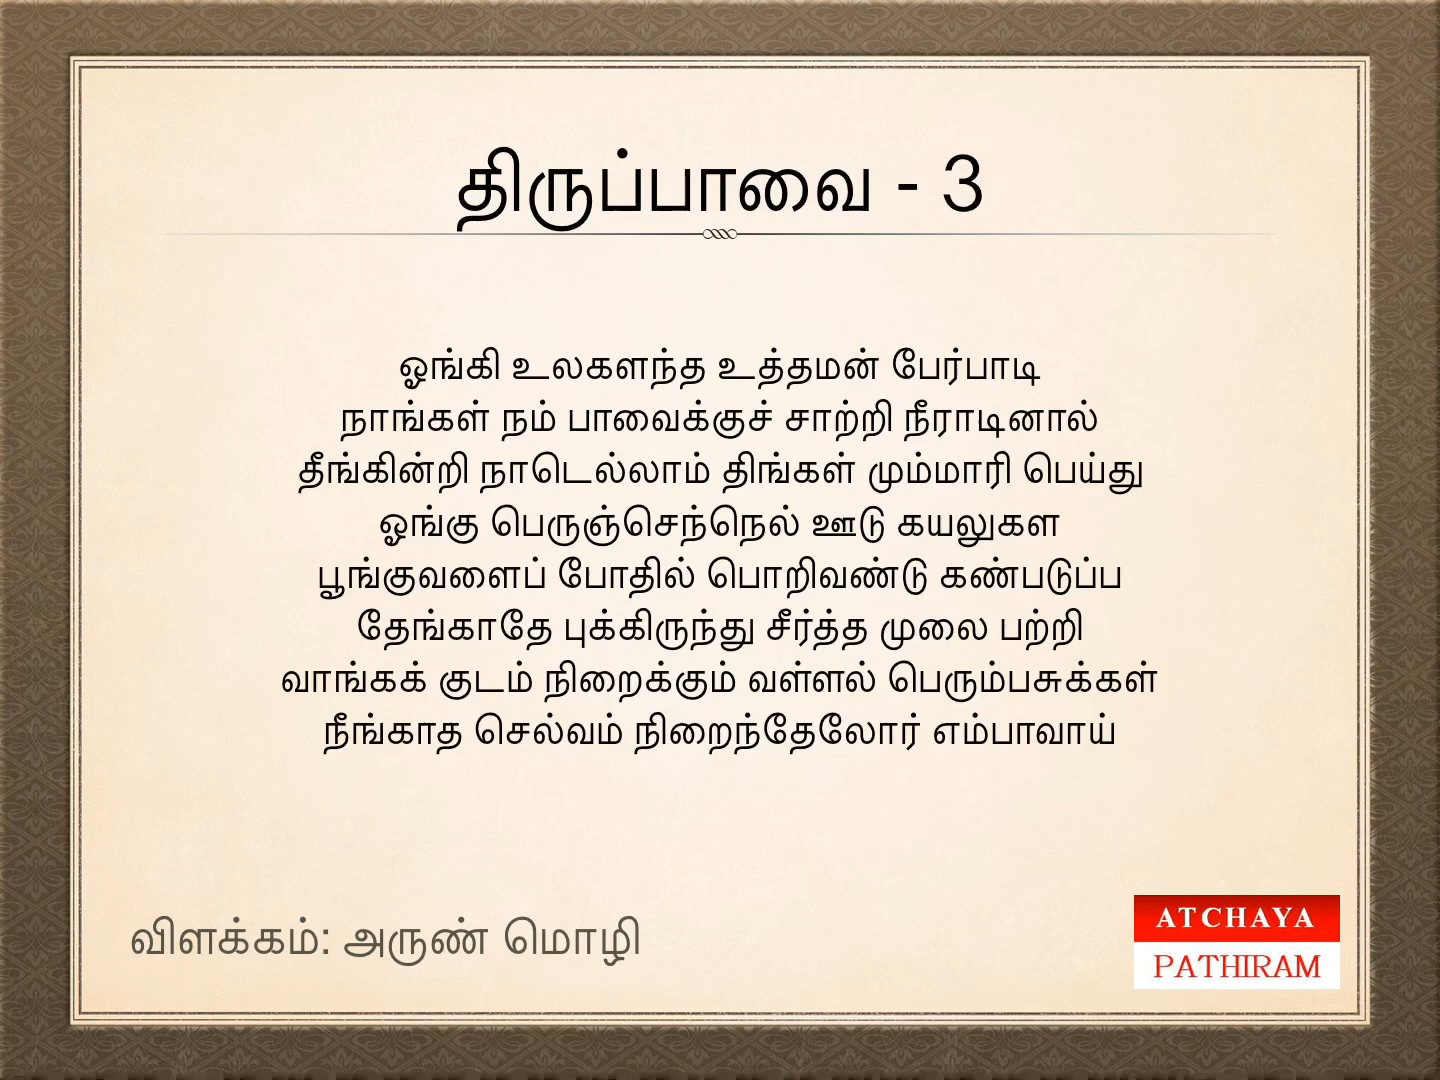 திருப்பாவை - 3
ஓங்கி உலகளந்த உத்தமன் பேர்பாடி
நாங்கள் நம் பாவைக்குச் சாற்றி நீராடினால்
தீங்கின்றி நாடெல்லாம் திங்கள் மும்மாரி பெய்து
ஓங்கு பெருஞ்செந்நெல் ஊடு கயலுகள
பூங்குவளைப் போதில் பொறிவண்டு கண்படுப்ப
தேங்காதே புக்கிருந்து சீர்த்த முலை பற்றி
வாங்கக் குடம் நிறைக்கும் வள்ளல் பெரும்பசுக்கள்
நீங்காத செல்வம் நிறைந்தேலோர் எம்பாவாய்
விளக்கம்: அருண் மொழி
ATCHAYA
PATHIRAM